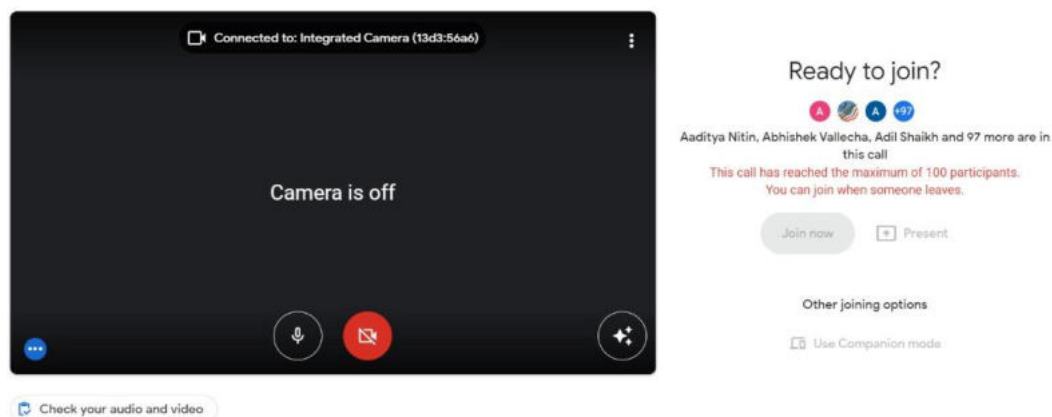 Connected to: Integrated Camera (13d3:56a6)
Camera is off
Check your audio and video
Ready to join?
A A +97
Aaditya Nitin, Abhishek Vallecha, Adil Shaikh and 97 more are in
this call
This call has reached the maximum of 100 participants.
You can join when someone leaves.
Join now Present
Other joining options
Use Companion mode